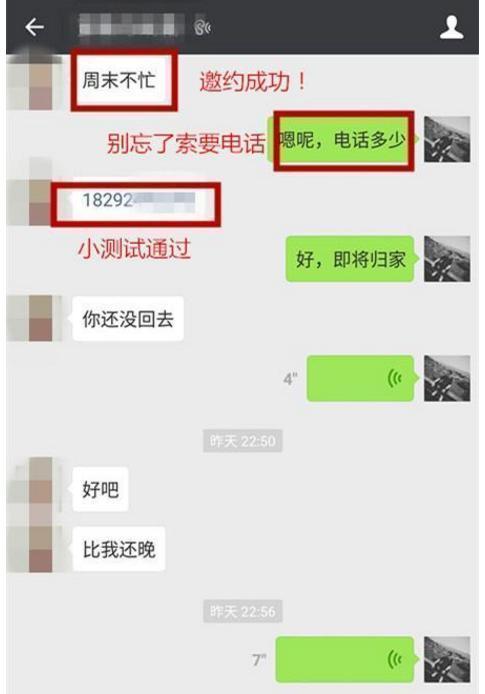 周末不忙
邀约成功！
别忘了索要电话
嗯呢，电话多少
18292
小测试通过
好，即将归家
你还没回去
4"
昨天 22:50
好吧
比我还晚
昨天 22:56
7"